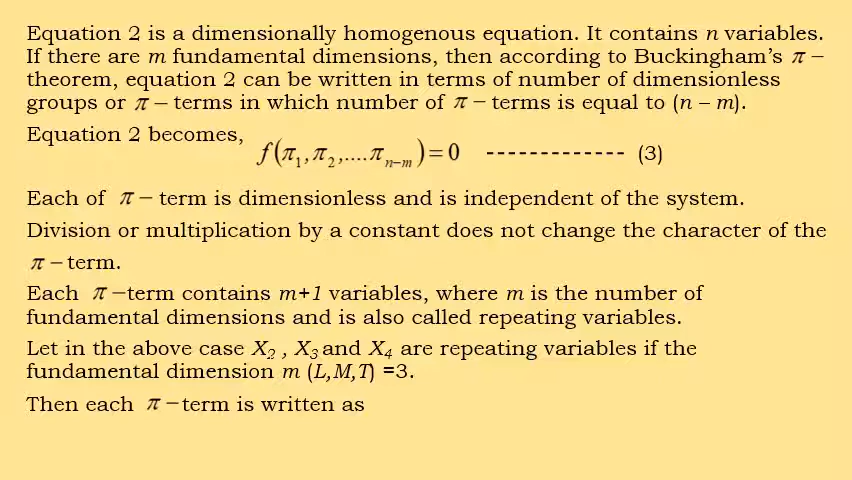 Equation 2 is a dimensionally homogenous equation. It contains n variables.
If there are m fundamental dimensions, then according to Buckingham's π –
theorem, equation 2 can be written in terms of number of dimensionless
groups or π – terms in which number of π – terms is equal to (n – m).
Equation 2 becomes,
f(π₁,π₂,....πₙ₋ₘ)=0 ------------- (3)
Each of π – term is dimensionless and is independent of the system.
Division or multiplication by a constant does not change the character of the
π – term.
Each π –term contains m+1 variables, where m is the number of
fundamental dimensions and is also called repeating variables.
Let in the above case X₂ , X₃ and X₄ are repeating variables if the
fundamental dimension m (L,M,T) =3.
Then each π –term is written as